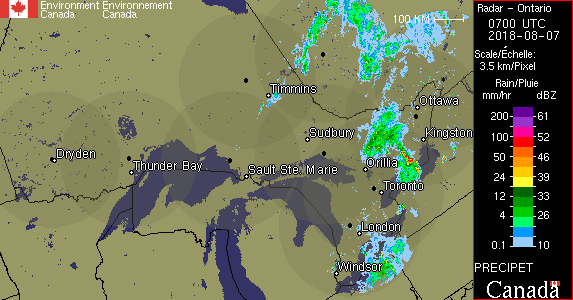 Environment Environnement
Canada Canada
100 KM
Radar - Ontario
0700 UTC
2018-08-07
Scale/Échelle:
3.5 km/Pixel
Rain/Pluie
mm/hr dBZ
200 61
100 52
50 46
24 39
12 33
4 26
0.1 10
PRECIPET
Canada
Timmins
Ottawa
Sudbury
Kingston
Dryden
Thunder Bay
Sault Ste. Marie
Orillia
Toronto
London
Windsor